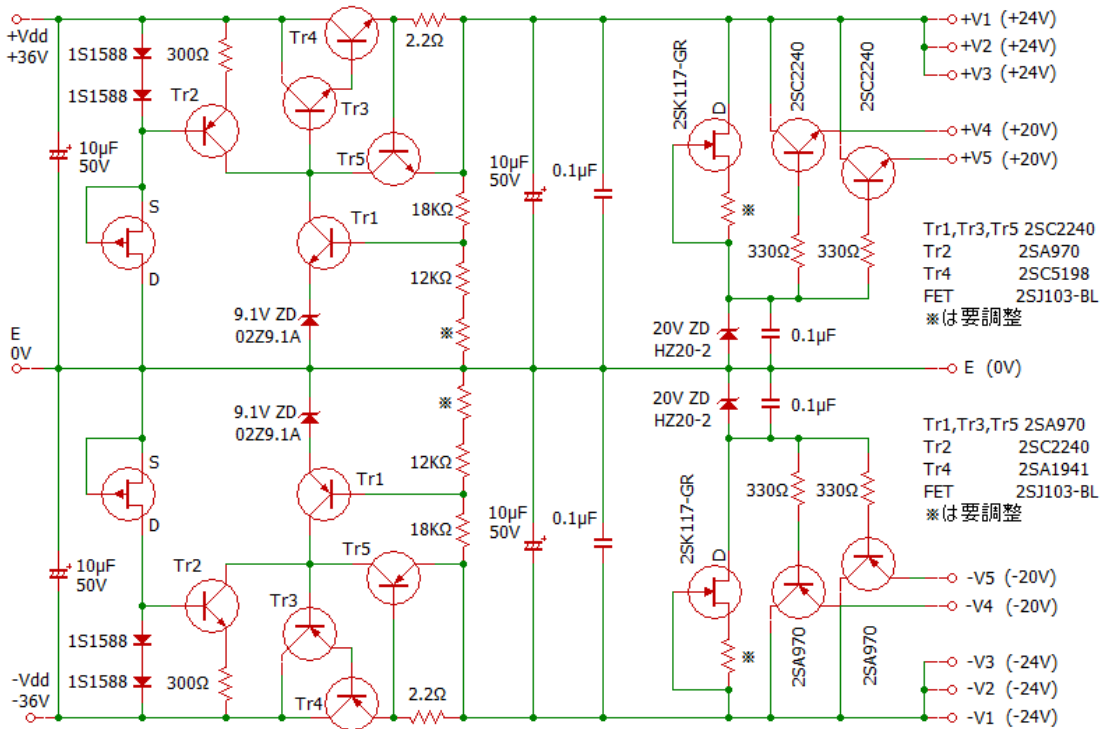 +Vdd
+36V
1S1588
1S1588
300Ω
Tr2
Tr4
Tr3
2.2Ω
Tr5
10μF
50V
S
D
Tr1
18KΩ
12KΩ
※
9.1V ZD
02Z9.1A
10μF
50V
0.1μF
2SK117-GR
D
※
2SC2240
2SC2240
330Ω
330Ω
20V ZD
HZ20-2
0.1μF
+V1 (+24V)
+V2 (+24V)
+V3 (+24V)
+V4 (+20V)
+V5 (+20V)
Tr1,Tr3,Tr5 2SC2240
Tr2 2SA970
Tr4 2SC5198
FET 2SJ103-BL
※は要調整
E
0V
E (0V)
S
D
9.1V ZD
02Z9.1A
※
12KΩ
18KΩ
Tr1
Tr5
Tr2
Tr3
Tr4
10μF
50V
1S1588
1S1588
300Ω
2.2Ω
-Vdd
-36V
10μF
50V
0.1μF
20V ZD
HZ20-2
0.1μF
2SK117-GR
D
※
330Ω
330Ω
2SA970
2SA970
Tr1,Tr3,Tr5 2SA970
Tr2 2SC2240
Tr4 2SA1941
FET 2SJ103-BL
※は要調整
-V5 (-20V)
-V4 (-20V)
-V3 (-24V)
-V2 (-24V)
-V1 (-24V)